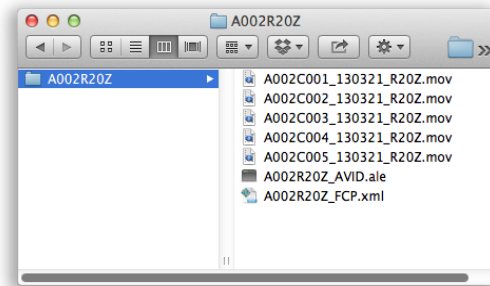 A002R20Z
A002R20Z
A002C001_130321_R20Z.mov
A002C002_130321_R20Z.mov
A002C003_130321_R20Z.mov
A002C004_130321_R20Z.mov
A002C005_130321_R20Z.mov
A002R20Z_AVID.ale
A002R20Z_FCP.xml